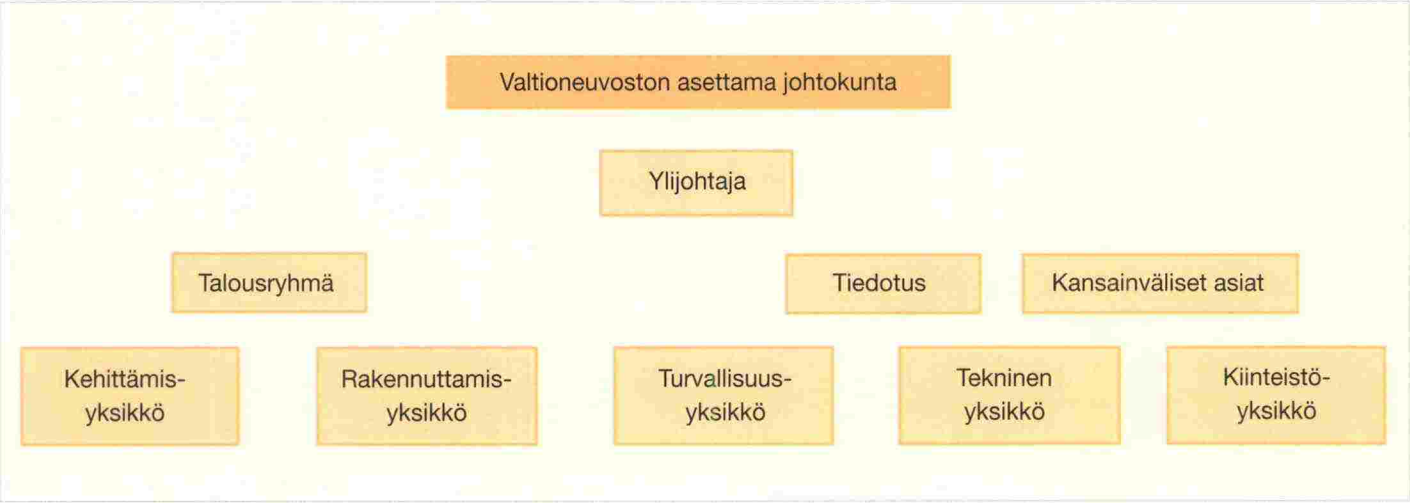 Valtioneuvoston asettama johtokunta
Ylijohtaja
Talousryhmä
Tiedotus
Kansainväliset asiat
Kehittämis-
yksikkö
Rakennuttamis-
yksikkö
Turvallisuus-
yksikkö
Tekninen
yksikkö
Kiinteistö-
yksikkö